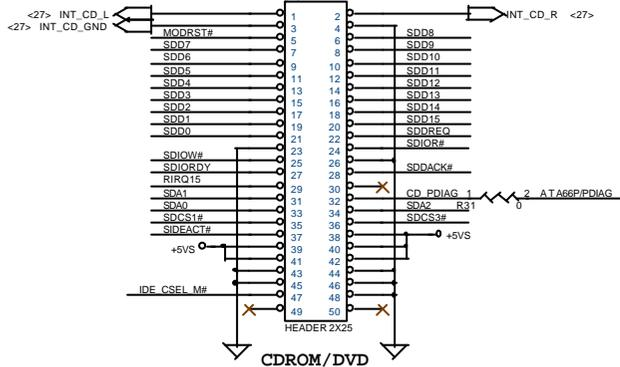 <27> INT_CD_L 1 2 INT_CD_R <27>
<27> INT_CD_GND 3 4
MODRST# 5 6 SDD8
SDD7 7 8 SDD9
SDD6 9 10 SDD10
SDD5 11 12 SDD11
SDD4 13 14 SDD12
SDD3 15 16 SDD13
SDD2 17 18 SDD14
SDD1 19 20 SDD15
SDD0 21 22 SDDREQ
23 24 SDIOR#
SDIOW# 25 26
SDIORDY 27 28 SDDACK#
RIRQ15 29 30
SDA1 31 32 CD_PDIAG 1 2 ATA66P/PDIAG
SDA0 33 34 SDA2 R31 0
SDCS1# 35 36 SDCS3#
SIDEACT# 37 38 +5VS
+5VS 39 40
41 42
43 44
45 46
IDE_CSEL_M# 47 48
49 50
HEADER 2X25
CDROM/DVD